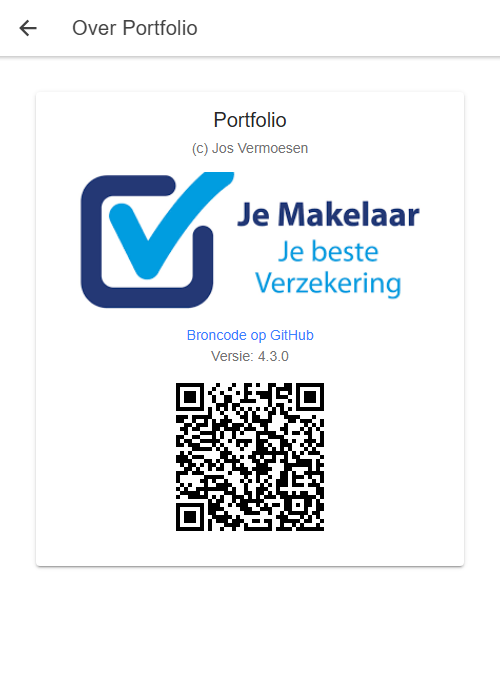 Over Portfolio
Portfolio
(c) Jos Vermoesen
Je Makelaar
Je beste
Verzekering
Broncode op GitHub
Versie: 4.3.0